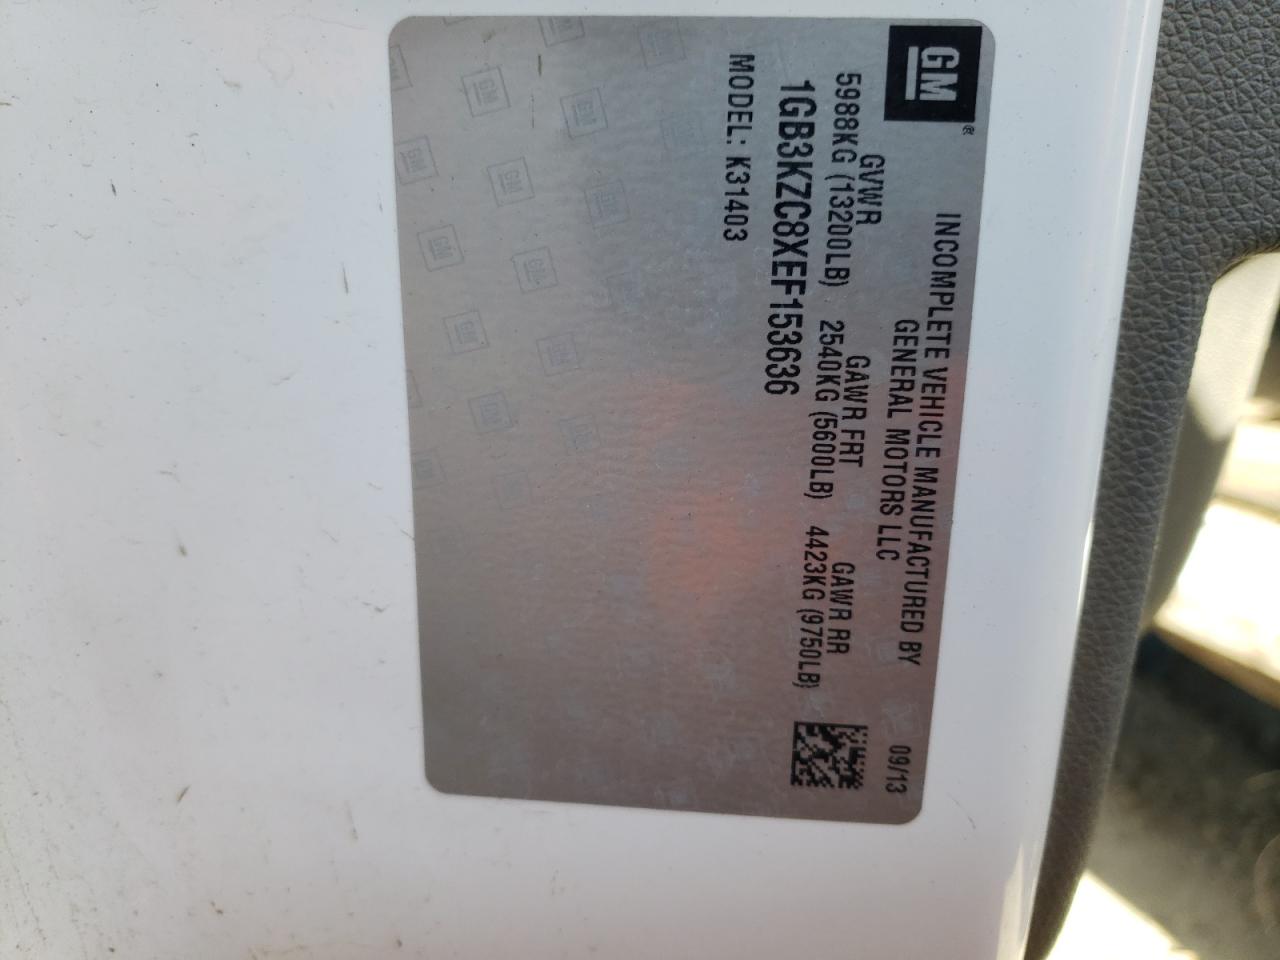 GM®
INCOMPLETE VEHICLE MANUFACTURED BY
GENERAL MOTORS LLC
09/13
GVWR GAWR FRT GAWR RR
5988KG (13200LB) 2540KG (5600LB) 4423KG (9750LB)
1GB3KZC8XEF153636
MODEL: K31403